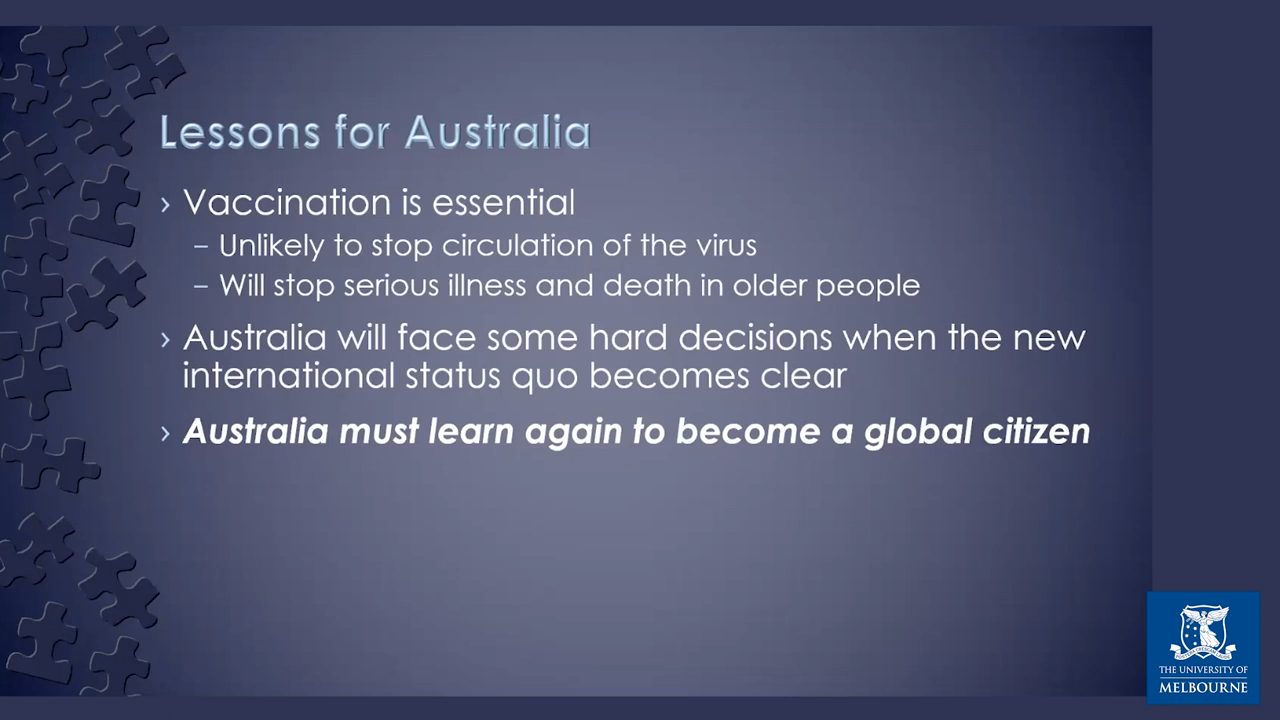 Lessons for Australia
› Vaccination is essential
– Unlikely to stop circulation of the virus
– Will stop serious illness and death in older people
› Australia will face some hard decisions when the new
international status quo becomes clear
› Australia must learn again to become a global citizen
THE UNIVERSITY OF
MELBOURNE